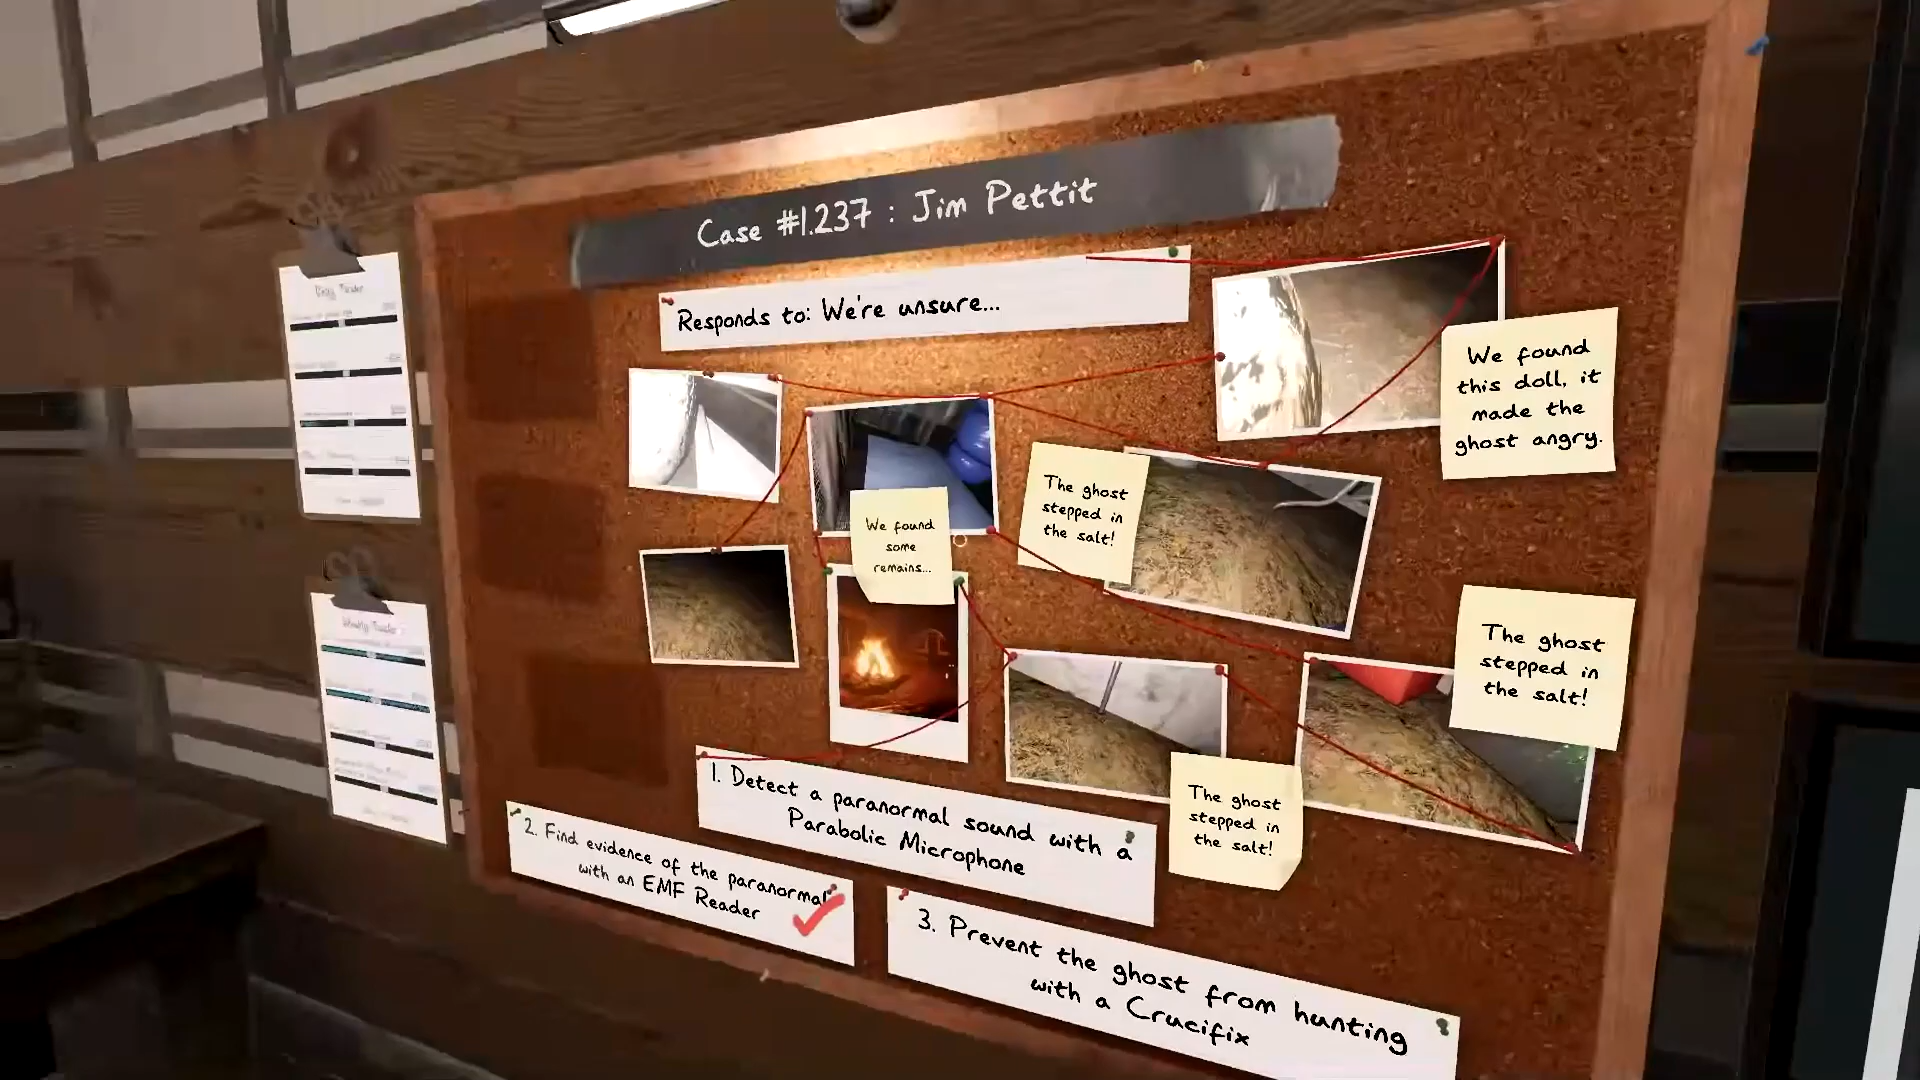 Case #1.237 : Jim Pettit
Responds to: We're unsure...
We found
this doll, it
made the
ghost angry.
The ghost
stepped in
the salt!
We found
some
remains...
The ghost
stepped in
the salt!
The ghost
stepped in
the salt!
1. Detect a paranormal sound with a
Parabolic Microphone
2. Find evidence of the paranormal
with an EMF Reader
3. Prevent the ghost from hunting
with a Crucifix